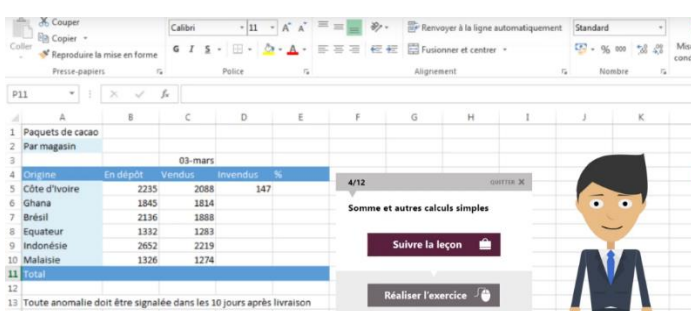 Couper
Calibri 11 A A
Renvoyer à la ligne automatiquement
Standard
Coller
Copier
Reproduire la mise en forme
G I S
A
Fusionner et centrer
% 000
Mise
cond
Presse-papiers
Police
Alignement
Nombre
P11 fx
A B C D E F G H I J K
1 Paquets de cacao
2 Par magasin
3 03-mars
4 Origine En dépôt Vendus Invendus %
5 Côte d'Ivoire 2235 2088 147
6 Ghana 1845 1814
7 Brésil 2136 1888
8 Equateur 1332 1283
9 Indonésie 2652 2219
10 Malaisie 1326 1274
11 Total
12
13 Toute anomalie doit être signalée dans les 10 jours après livraison
4/12 QUITTER X
Somme et autres calculs simples
Suivre la leçon
Réaliser l'exercice